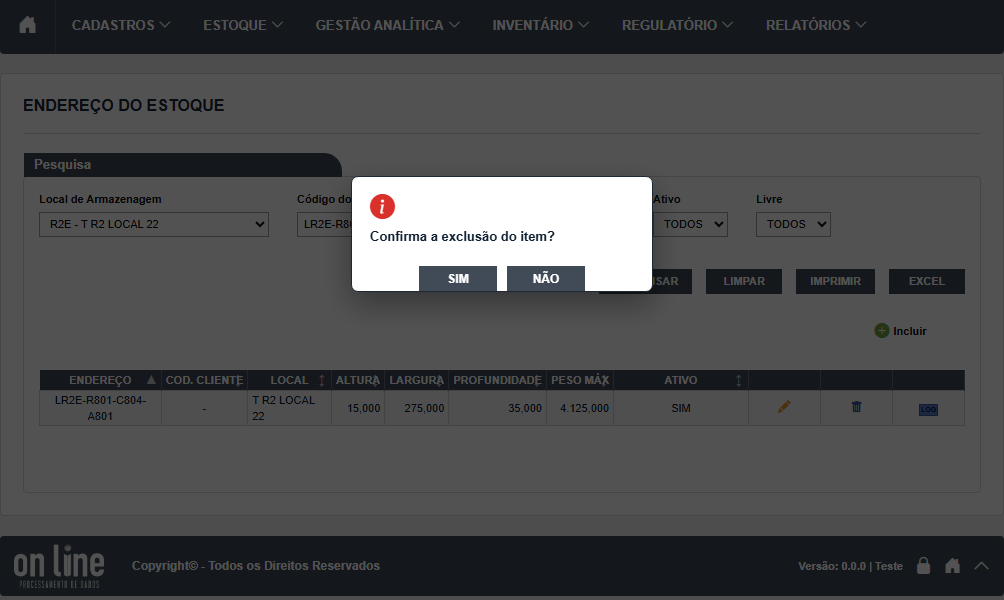 CADASTROS ESTOQUE GESTÃO ANALÍTICA INVENTÁRIO REGULATÓRIO RELATÓRIOS
ENDEREÇO DO ESTOQUE
Pesquisa
Local de Armazenagem Código do Ativo Livre
R2E - T R2 LOCAL 22 LR2E-R80 TODOS TODOS
i
Confirma a exclusão do item?
SIM NÃO
SAR LIMPAR IMPRIMIR EXCEL
Incluir
ENDEREÇO COD. CLIENTE LOCAL ALTURA LARGURA PROFUNDIDADE PESO MÁX ATIVO
LR2E-R801-C804-A801 - T R2 LOCAL 22 15,000 275,000 35,000 4.125,000 SIM LOG
on line
PROCESSAMENTO DE DADOS
Copyright© - Todos os Direitos Reservados
Versão: 0.0.0 | Teste